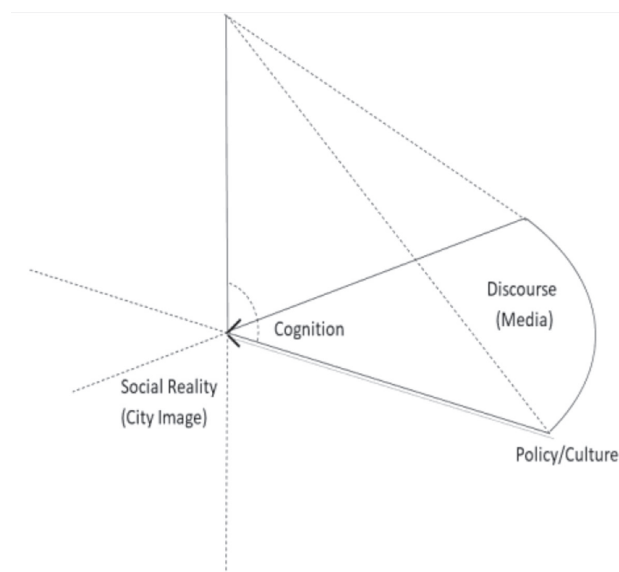 Discourse
(Media)
Cognition
Social Reality
(City Image)
Policy/Culture